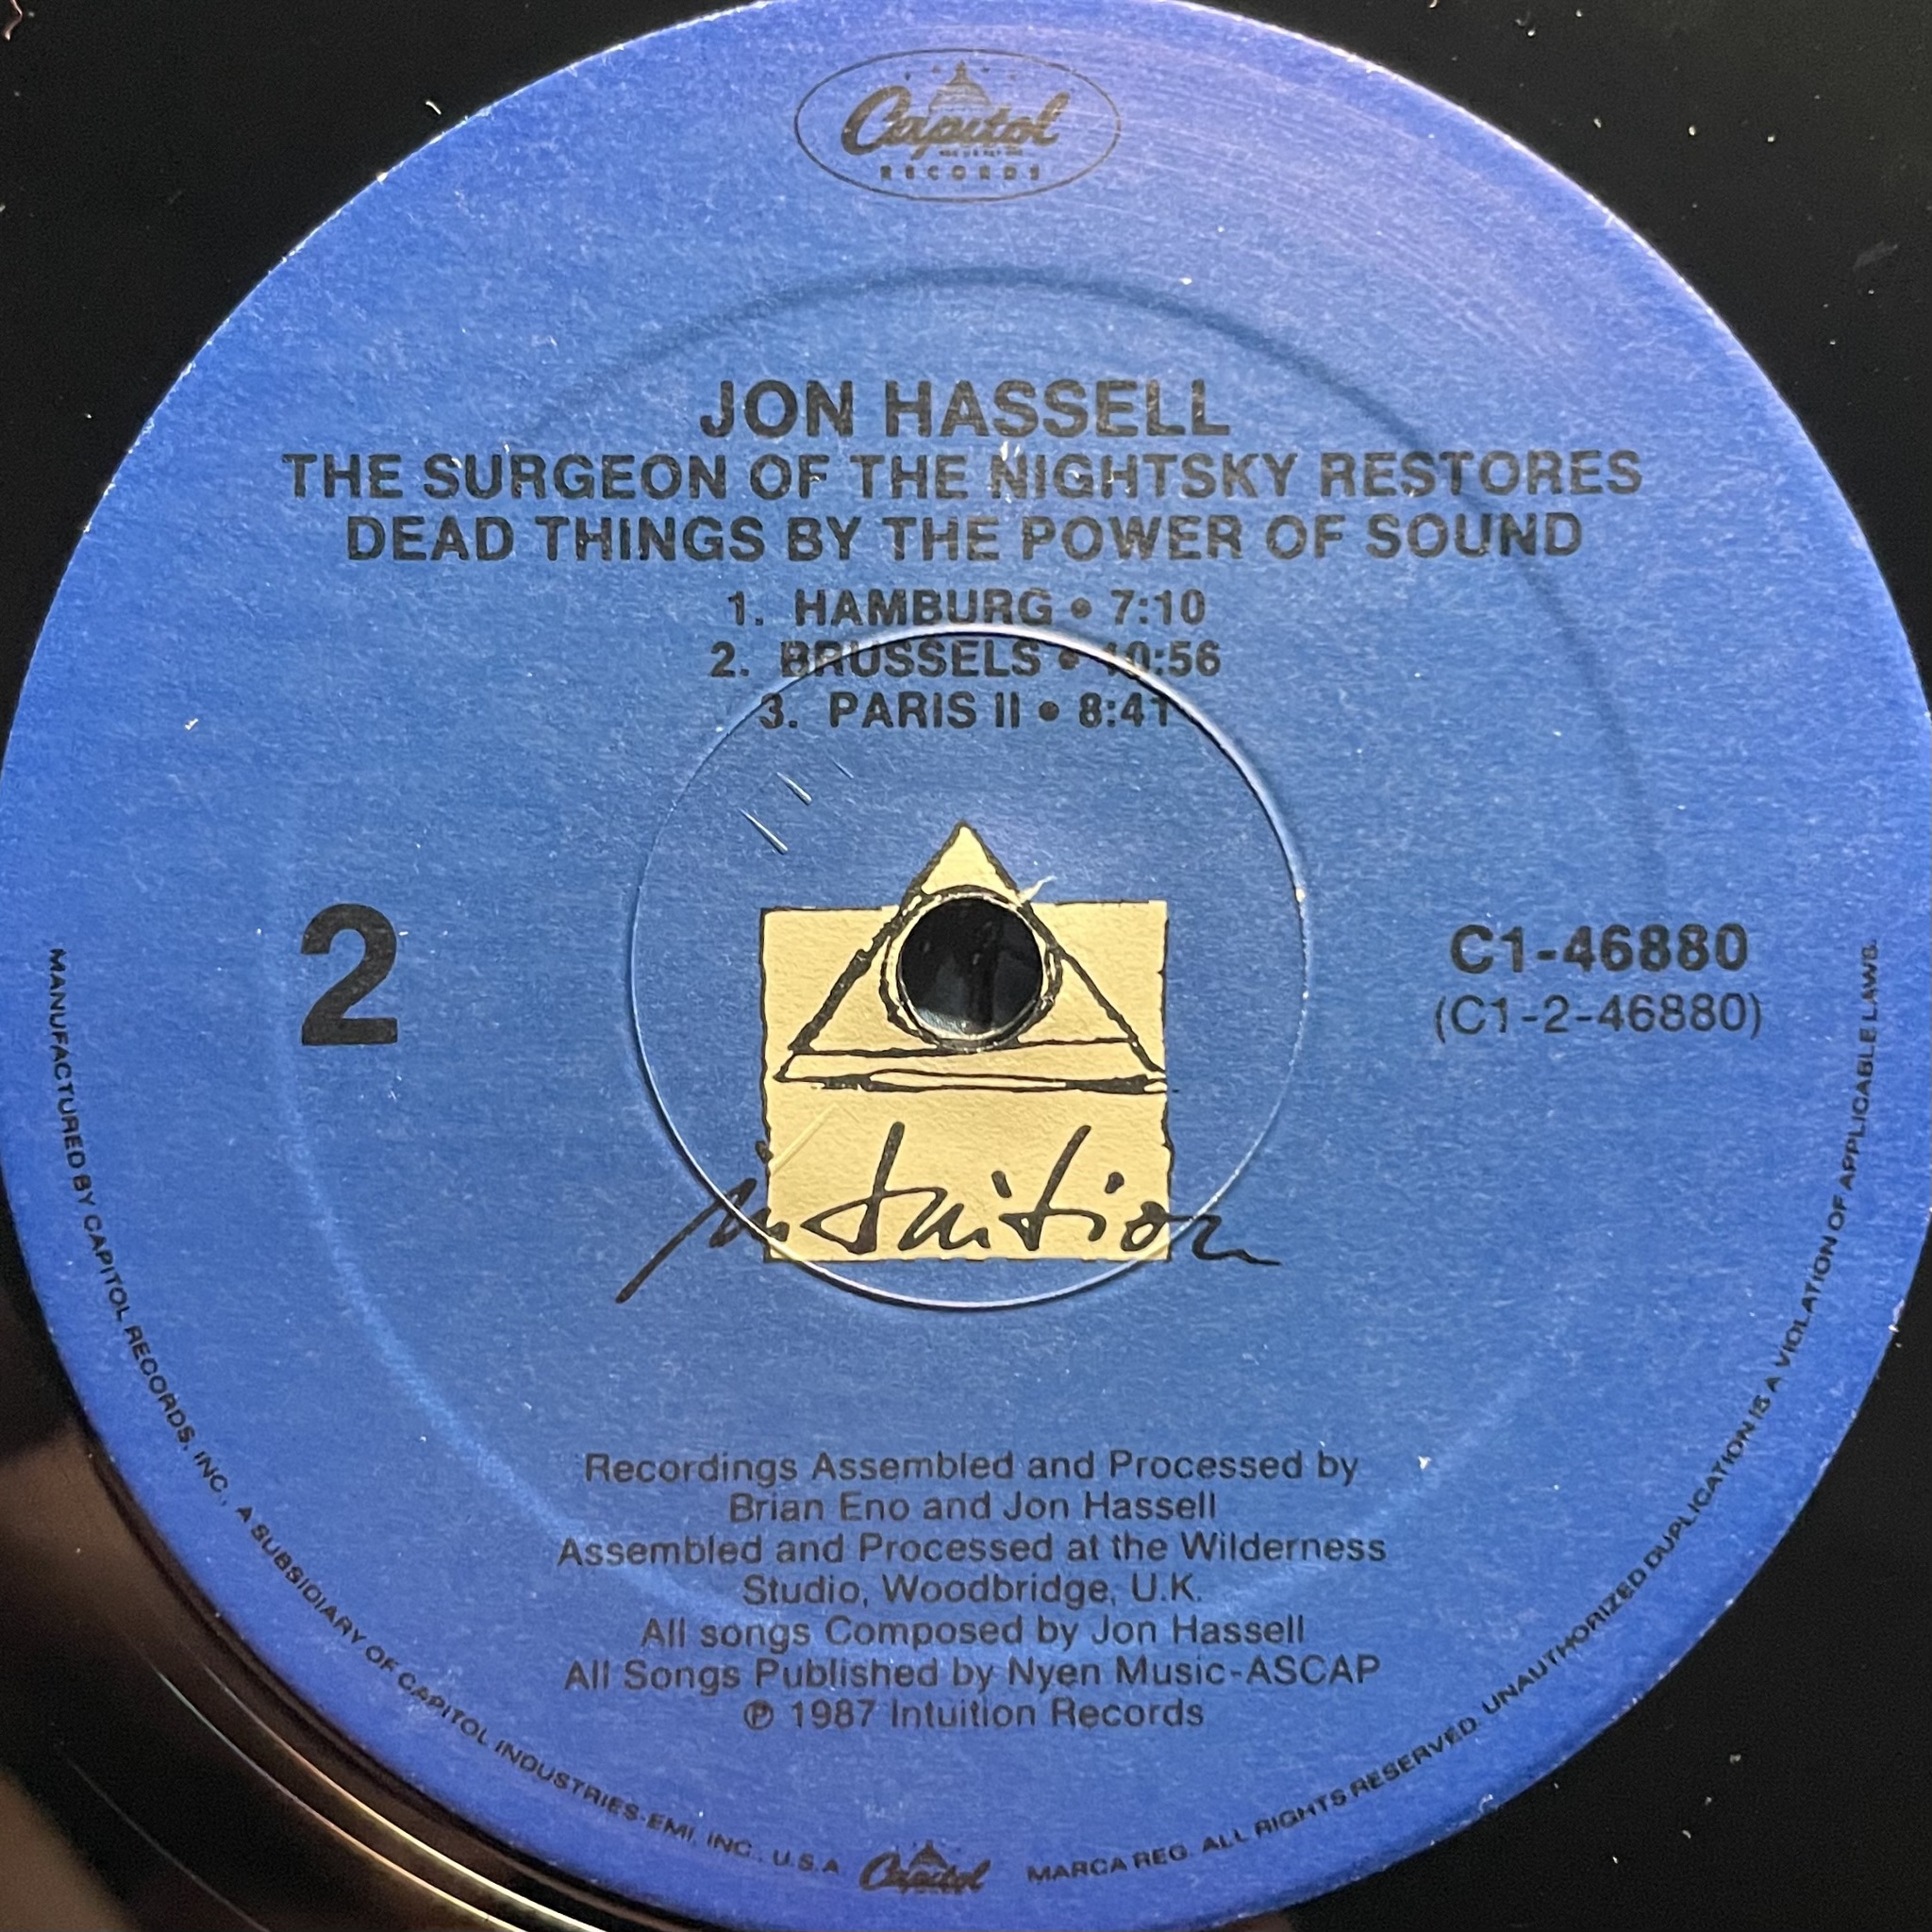 Capitol
RECORDS
JON HASSELL
THE SURGEON OF THE NIGHTSKY RESTORES
DEAD THINGS BY THE POWER OF SOUND
1. HAMBURG • 7:10
2. BRUSSELS • 10:56
3. PARIS II • 8:41
2
C1-46880
(C1-2-46880)
intuition
Recordings Assembled and Processed by
Brian Eno and Jon Hassell
Assembled and Processed at the Wilderness
Studio, Woodbridge, U.K.
All songs Composed by Jon Hassell
All Songs Published by Nyen Music-ASCAP
℗ 1987 Intuition Records
MANUFACTURED BY CAPITOL RECORDS, INC., A SUBSIDIARY OF CAPITOL INDUSTRIES-EMI, INC., U.S.A
Capitol
MARCA REG. ALL RIGHTS RESERVED. UNAUTHORIZED DUPLICATION IS A VIOLATION OF APPLICABLE LAWS.